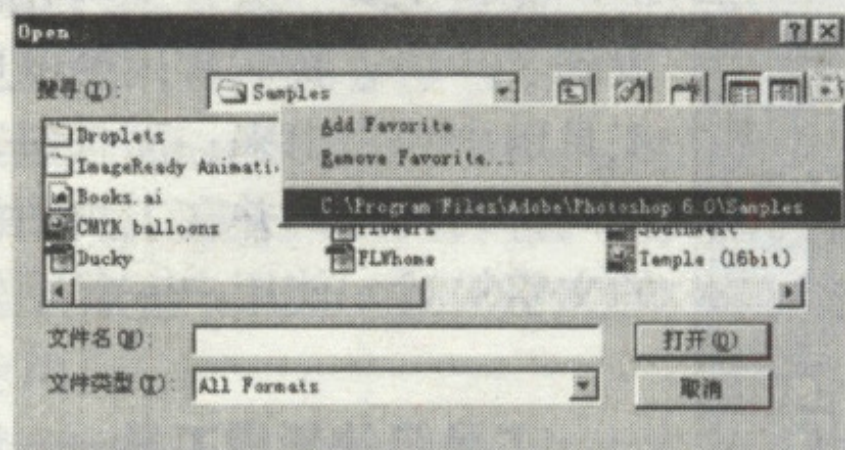 Open
搜寻(I):
Samples
Add Favorite
Remove Favorite...
C:\Program Files\Adobe\Photoshop 6.0\Samples
Droplets
ImageReady Animati
Books.ai
CMYK balloons
Flowers
Southwest
Ducky
FLWhome
Temple (16bit)
文件名(N):
打开(O)
文件类型(T):
All Formats
取消